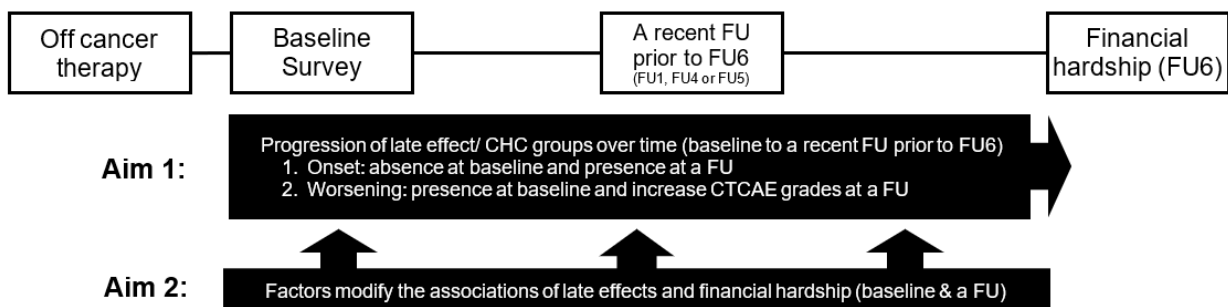 Off cancer
therapy
Baseline
Survey
A recent FU
prior to FU6
(FU1, FU4 or FU5)
Financial
hardship (FU6)
Aim 1:
Progression of late effect/ CHC groups over time (baseline to a recent FU prior to FU6)
1. Onset: absence at baseline and presence at a FU
2. Worsening: presence at baseline and increase CTCAE grades at a FU
Aim 2:
Factors modify the associations of late effects and financial hardship (baseline & a FU)